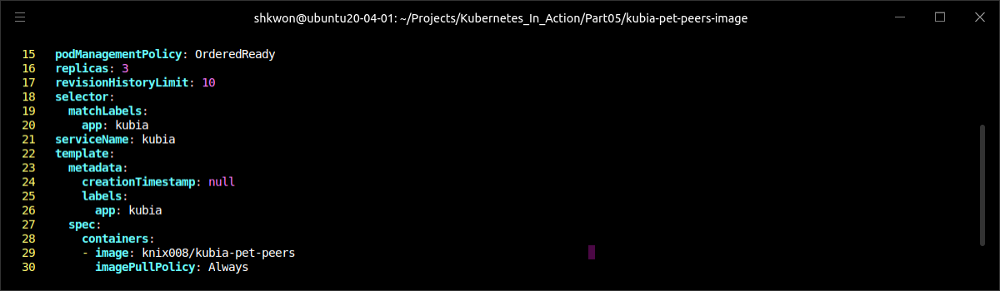 shkwon@ubuntu20-04-01: ~/Projects/Kubernetes_In_Action/Part05/kubia-pet-peers-image
15 podManagementPolicy: OrderedReady
16 replicas: 3
17 revisionHistoryLimit: 10
18 selector:
19 matchLabels:
20 app: kubia
21 serviceName: kubia
22 template:
23 metadata:
24 creationTimestamp: null
25 labels:
26 app: kubia
27 spec:
28 containers:
29 - image: knix008/kubia-pet-peers
30 imagePullPolicy: Always